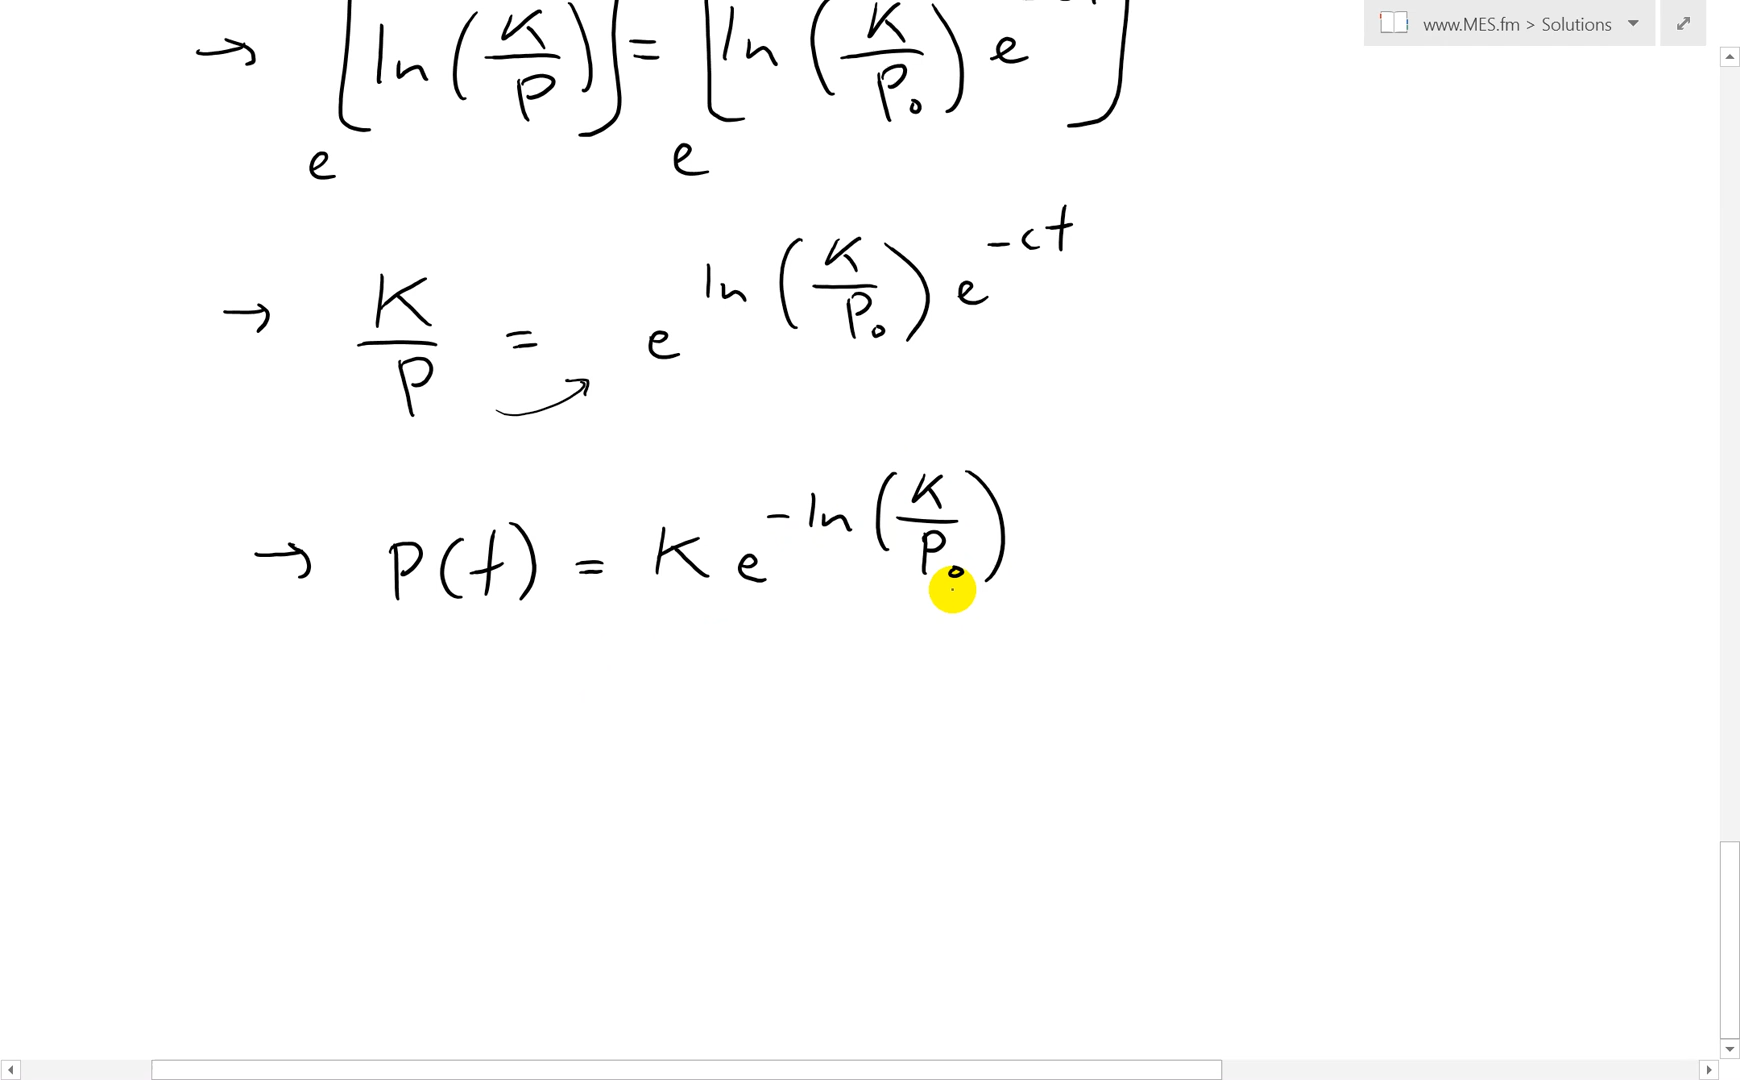 www.MES.fm > Solutions
→ e^[ln(K/P)] = e^[ln(K/P₀) e
→ K/P = e^(ln(K/P₀) e^(-ct))
→ P(t) = K e^(-ln(K/P₀))